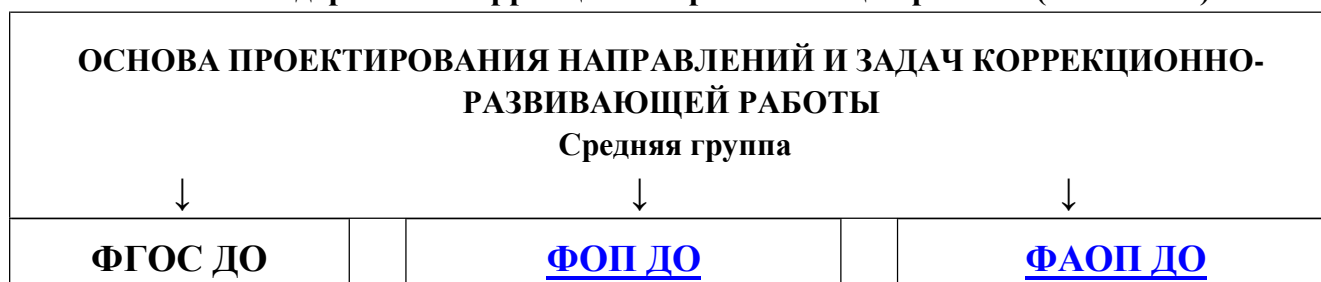 ОСНОВА ПРОЕКТИРОВАНИЯ НАПРАВЛЕНИЙ И ЗАДАЧ КОРРЕКЦИОННО-
РАЗВИВАЮЩЕЙ РАБОТЫ
Средняя группа
↓ ↓ ↓
ФГОС ДО ФОП ДО ФАОП ДО